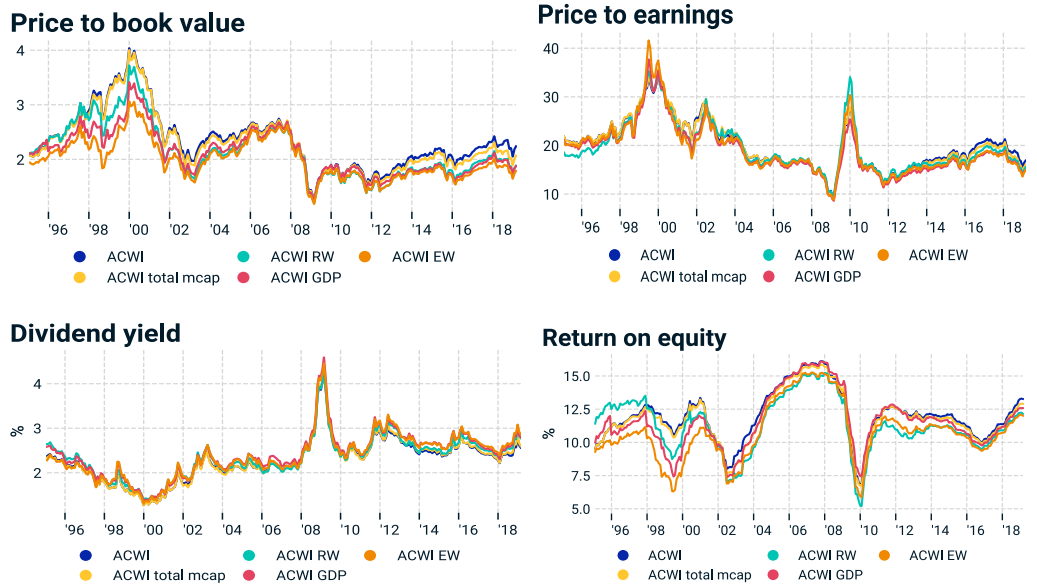 Price to book value
4
3
2
'96 '98 '00 '02 '04 '06 '08 '10 '12 '14 '16 '18
ACWI ACWI RW ACWI EW
ACWI total mcap ACWI GDP
Price to earnings
40
30
20
10
'96 '98 '00 '02 '04 '06 '08 '10 '12 '14 '16 '18
ACWI ACWI RW ACWI EW
ACWI total mcap ACWI GDP
Dividend yield
4
3
%
2
'96 '98 '00 '02 '04 '06 '08 '10 '12 '14 '16 '18
ACWI ACWI RW ACWI EW
ACWI total mcap ACWI GDP
Return on equity
15.0
12.5
%
10.0
7.5
5.0
'96 '98 '00 '02 '04 '06 '08 '10 '12 '14 '16 '18
ACWI ACWI RW ACWI EW
ACWI total mcap ACWI GDP